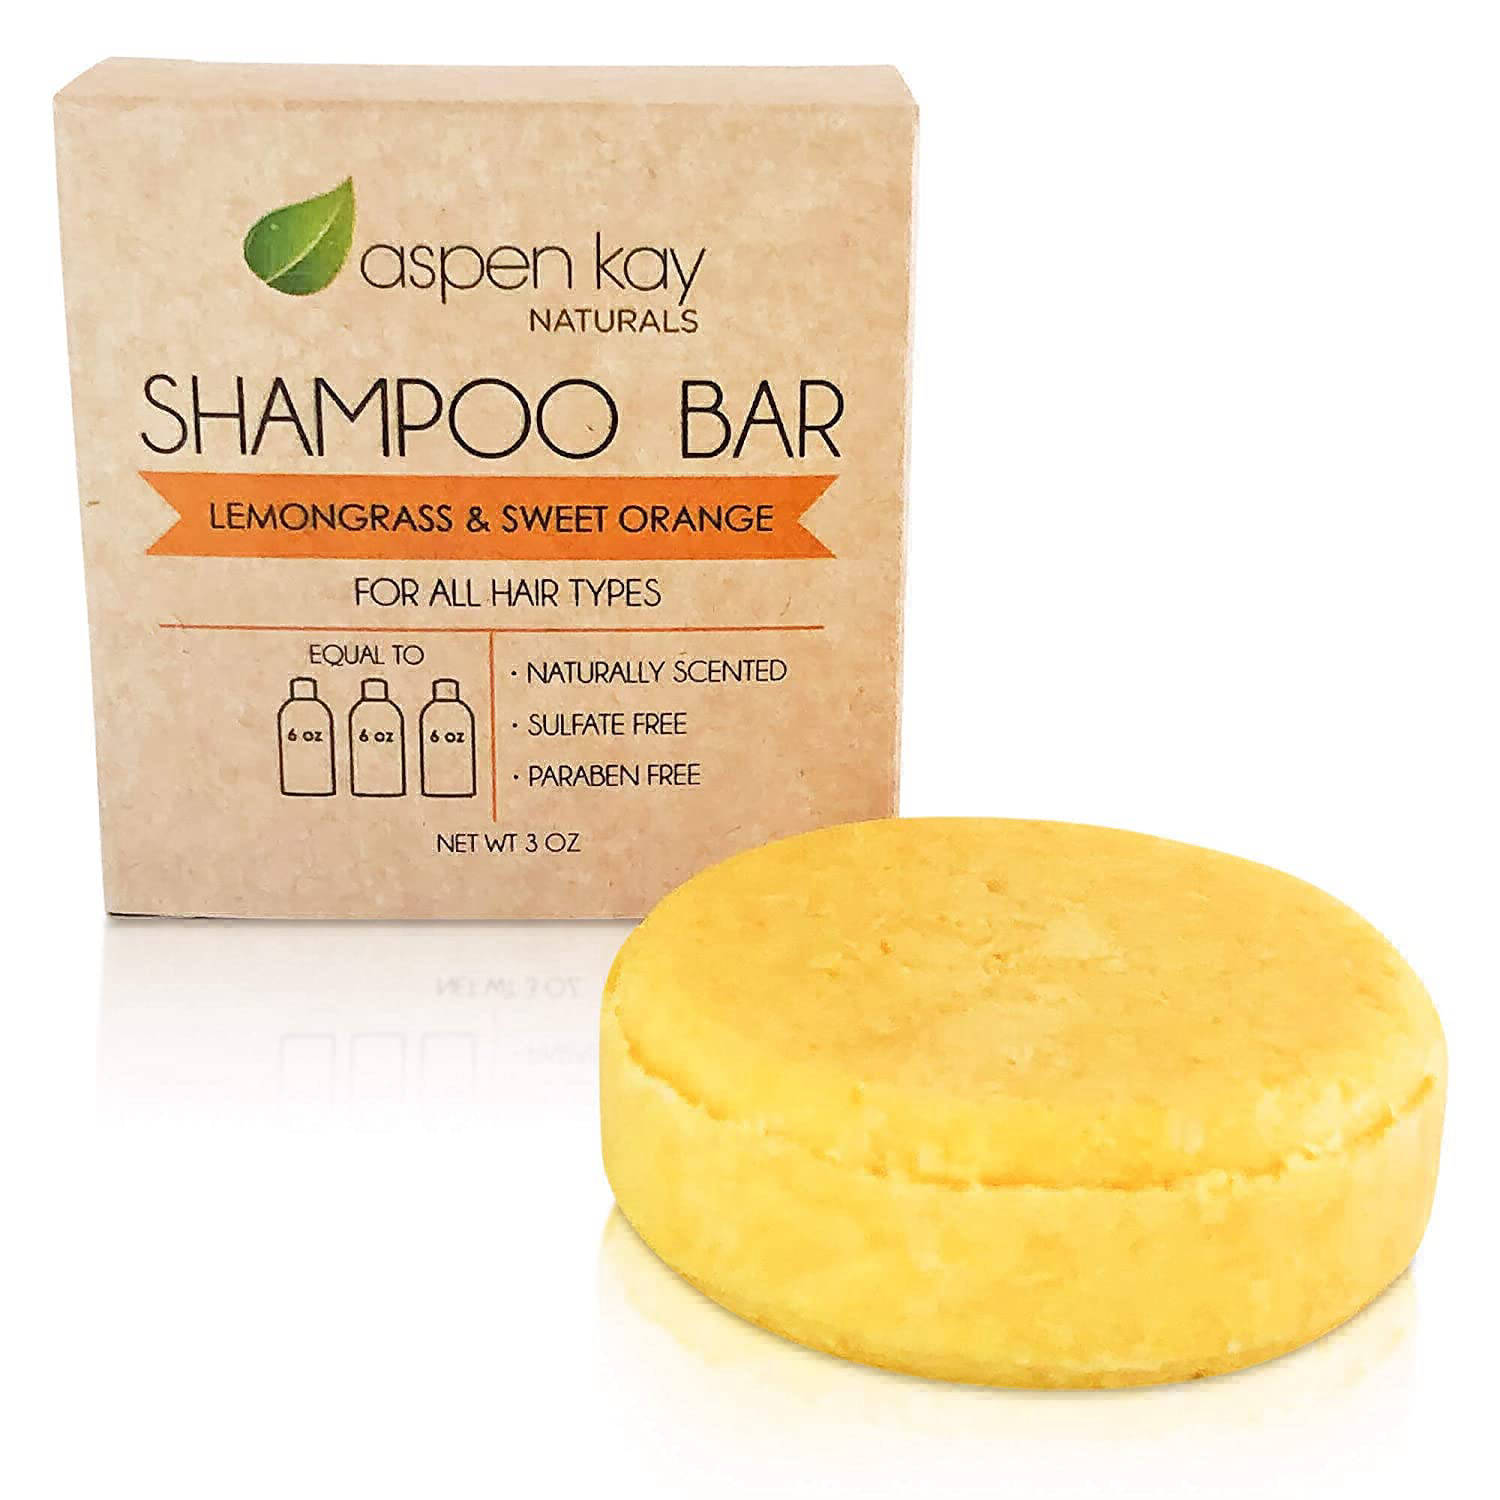 aspen kay
NATURALS
SHAMPOO BAR
LEMONGRASS & SWEET ORANGE
FOR ALL HAIR TYPES
EQUAL TO
6 oz 6 oz 6 oz
· NATURALLY SCENTED
· SULFATE FREE
· PARABEN FREE
NET WT 3 OZ